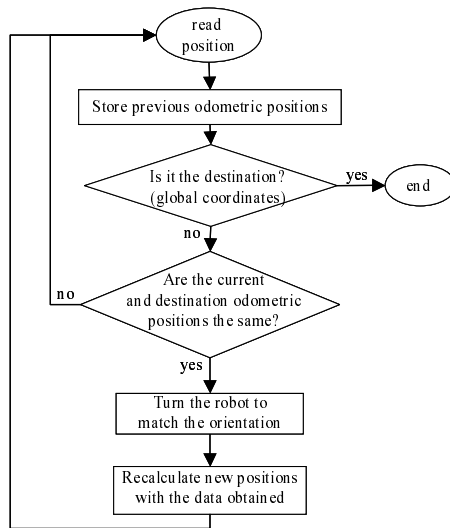 read
position
Store previous odometric positions
Is it the destination?
(global coordinates)
yes
end
no
Are the current
and destination odometric
positions the same?
no
yes
Turn the robot to
match the orientation
Recalculate new positions
with the data obtained